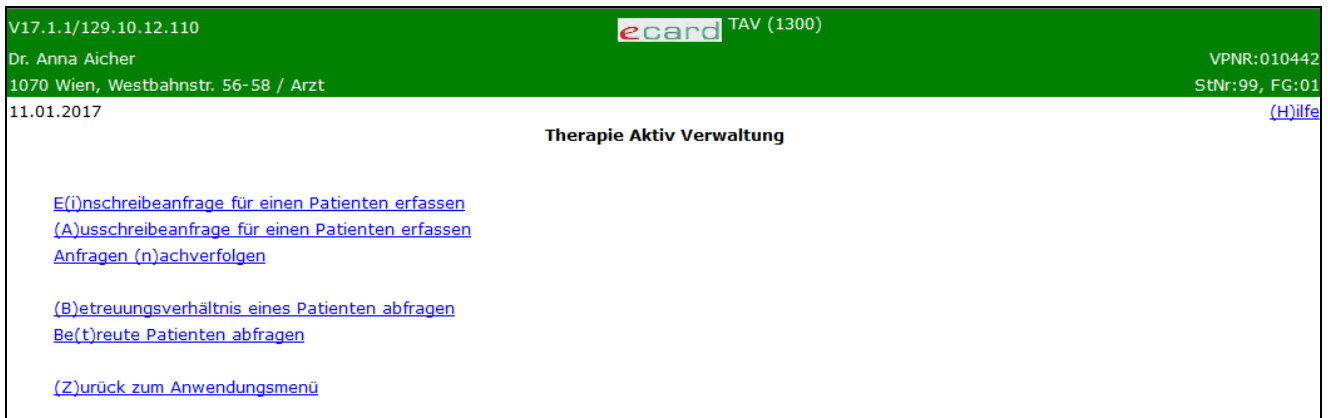 V17.1.1/129.10.12.110
ecard TAV (1300)
Dr. Anna Aicher
VPNR:010442
1070 Wien, Westbahnstr. 56-58 / Arzt
StNr:99, FG:01
11.01.2017
(H)ilfe
Therapie Aktiv Verwaltung
E(i)nschreibeanfrage für einen Patienten erfassen
(A)usschreibeanfrage für einen Patienten erfassen
Anfragen (n)achverfolgen
(B)etreuungsverhältnis eines Patienten abfragen
Be(t)reute Patienten abfragen
(Z)urück zum Anwendungsmenü